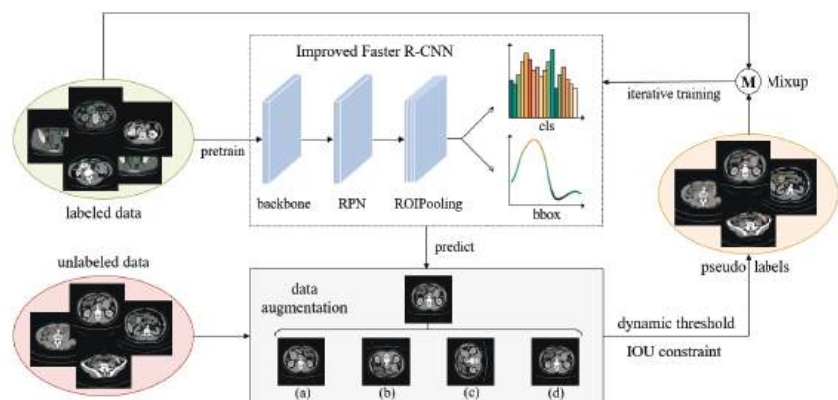 Improved Faster R-CNN
M
Mixup
iterative training
cls
pretrain
backbone
RPN
ROIPooling
bbox
labeled data
predict
unlabeled data
pseudo labels
data
augmentation
dynamic threshold
IOU constraint
(a)
(b)
(c)
(d)